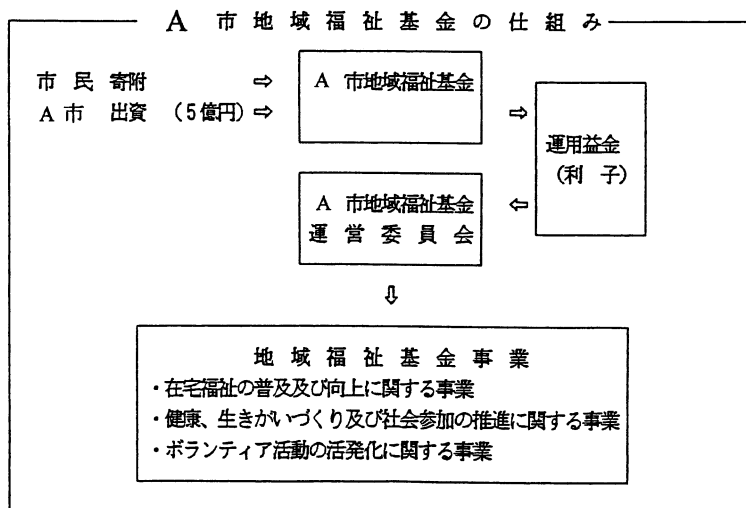 A 市地域福祉基金の仕組み
市民寄附 ⇨
A市 出資 (5億円) ⇨
A 市地域福祉基金
⇨
運用益金
(利子)
⇦
A 市地域福祉基金
運営委員会
⇩
地域福祉基金事業
・在宅福祉の普及及び向上に関する事業
・健康、生きがいづくり及び社会参加の推進に関する事業
・ボランティア活動の活発化に関する事業